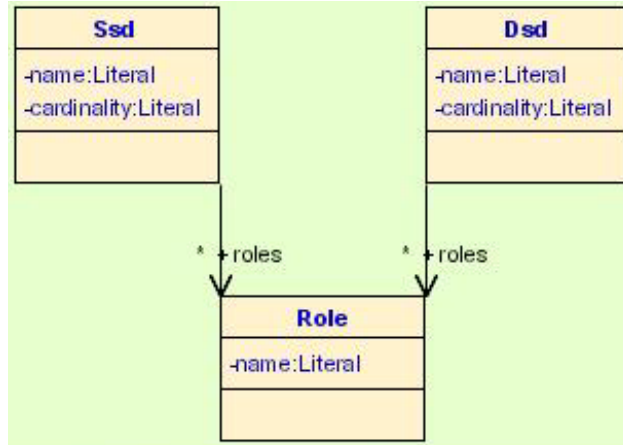 Ssd
-name:Literal
-cardinality:Literal
Dsd
-name:Literal
-cardinality:Literal
* + roles
* + roles
Role
-name:Literal